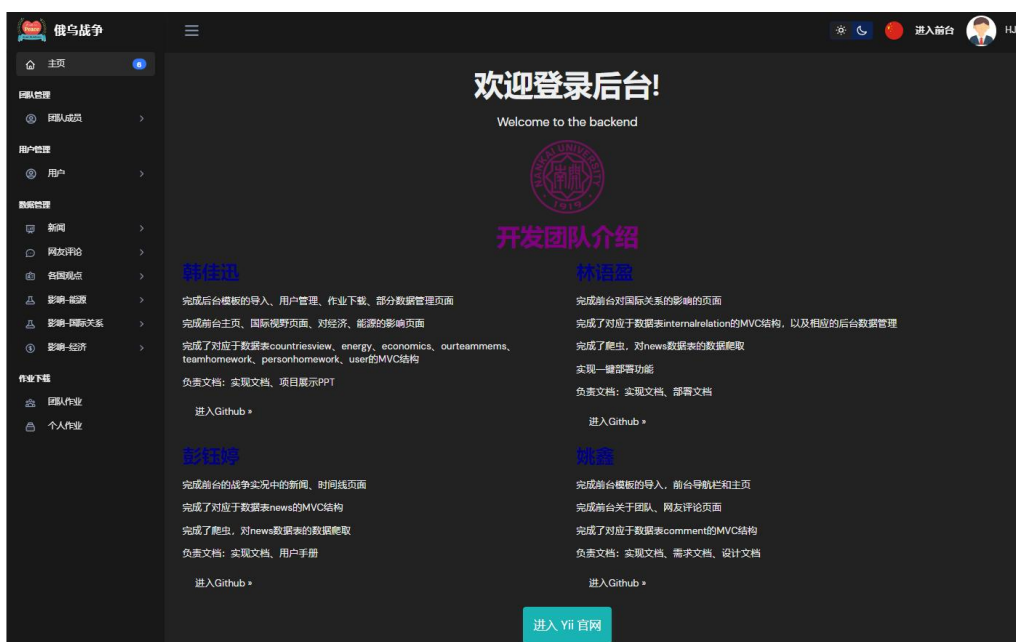 俄乌战争
进入前台
HJ
主页
6
团队管理
团队成员
用户管理
用户
数据管理
新闻
网友评论
各国观点
影响-能源
影响-国际关系
影响-经济
作业下载
团队作业
个人作业
欢迎登录后台!
Welcome to the backend
NANKAI UNIVERSITY
南開
1919
开发团队介绍
韩佳迅
完成后台模板的导入、用户管理、作业下载、部分数据管理页面
完成前台主页、国际视野页面、对经济、能源的影响页面
完成了对应于数据表countriesview、energy、economics、ourteammems、
teamhomework、personhomework、user的MVC结构
负责文档：实现文档、项目展示PPT
进入Github »
林语盈
完成前台对国际关系的影响的页面
完成了对应于数据表internalrelation的MVC结构，以及相应的后台数据管理
完成了爬虫，对news数据表的数据爬取
实现一键部署功能
负责文档：实现文档、部署文档
进入Github »
彭钰婷
完成前台的战争实况中的新闻、时间线页面
完成了对应于数据表news的MVC结构
完成了爬虫，对news数据表的数据爬取
负责文档：实现文档、用户手册
进入Github »
姚鑫
完成前台模板的导入，前台导航栏和主页
完成前台关于团队、网友评论页面
完成了对应于数据表comment的MVC结构
负责文档：实现文档、需求文档、设计文档
进入Github »
进入 Yii 官网